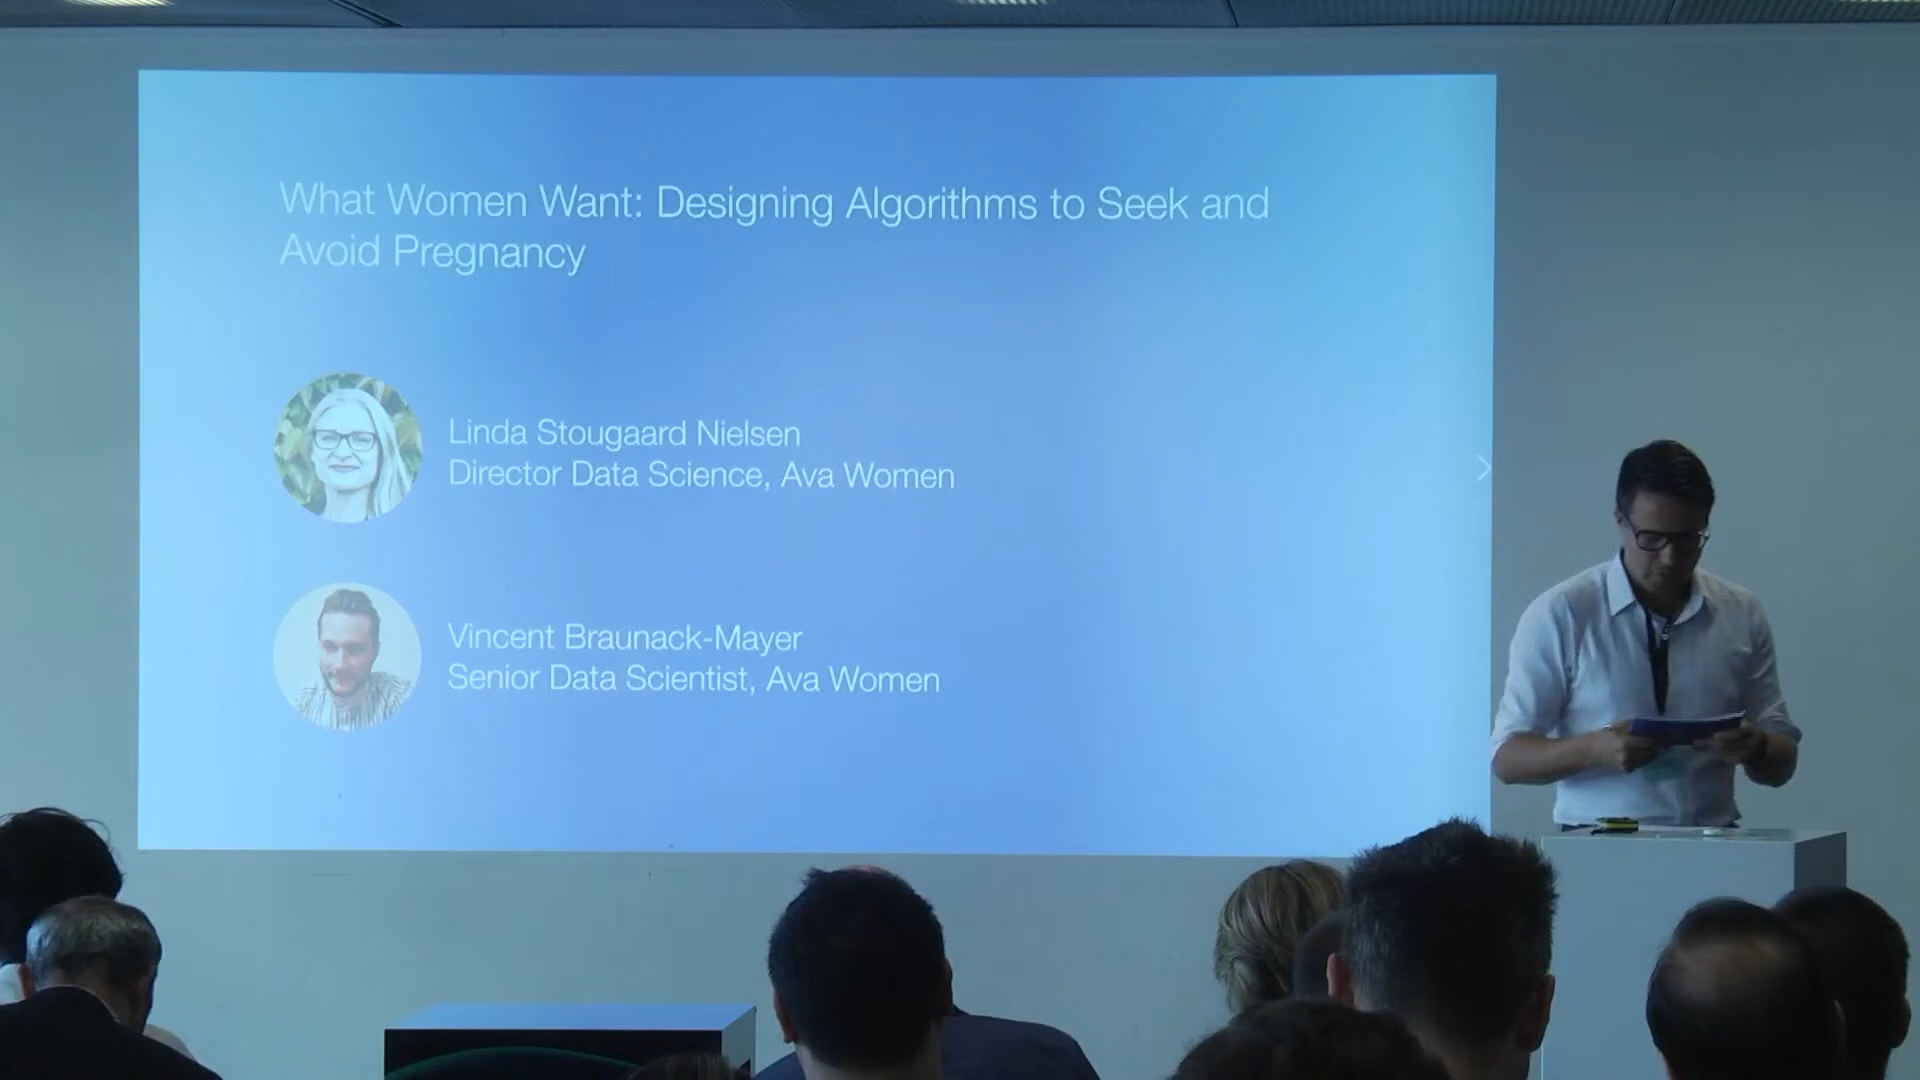 What Women Want: Designing Algorithms to Seek and
Avoid Pregnancy
Linda Stougaard Nielsen
Director Data Science, Ava Women
Vincent Braunack-Mayer
Senior Data Scientist, Ava Women